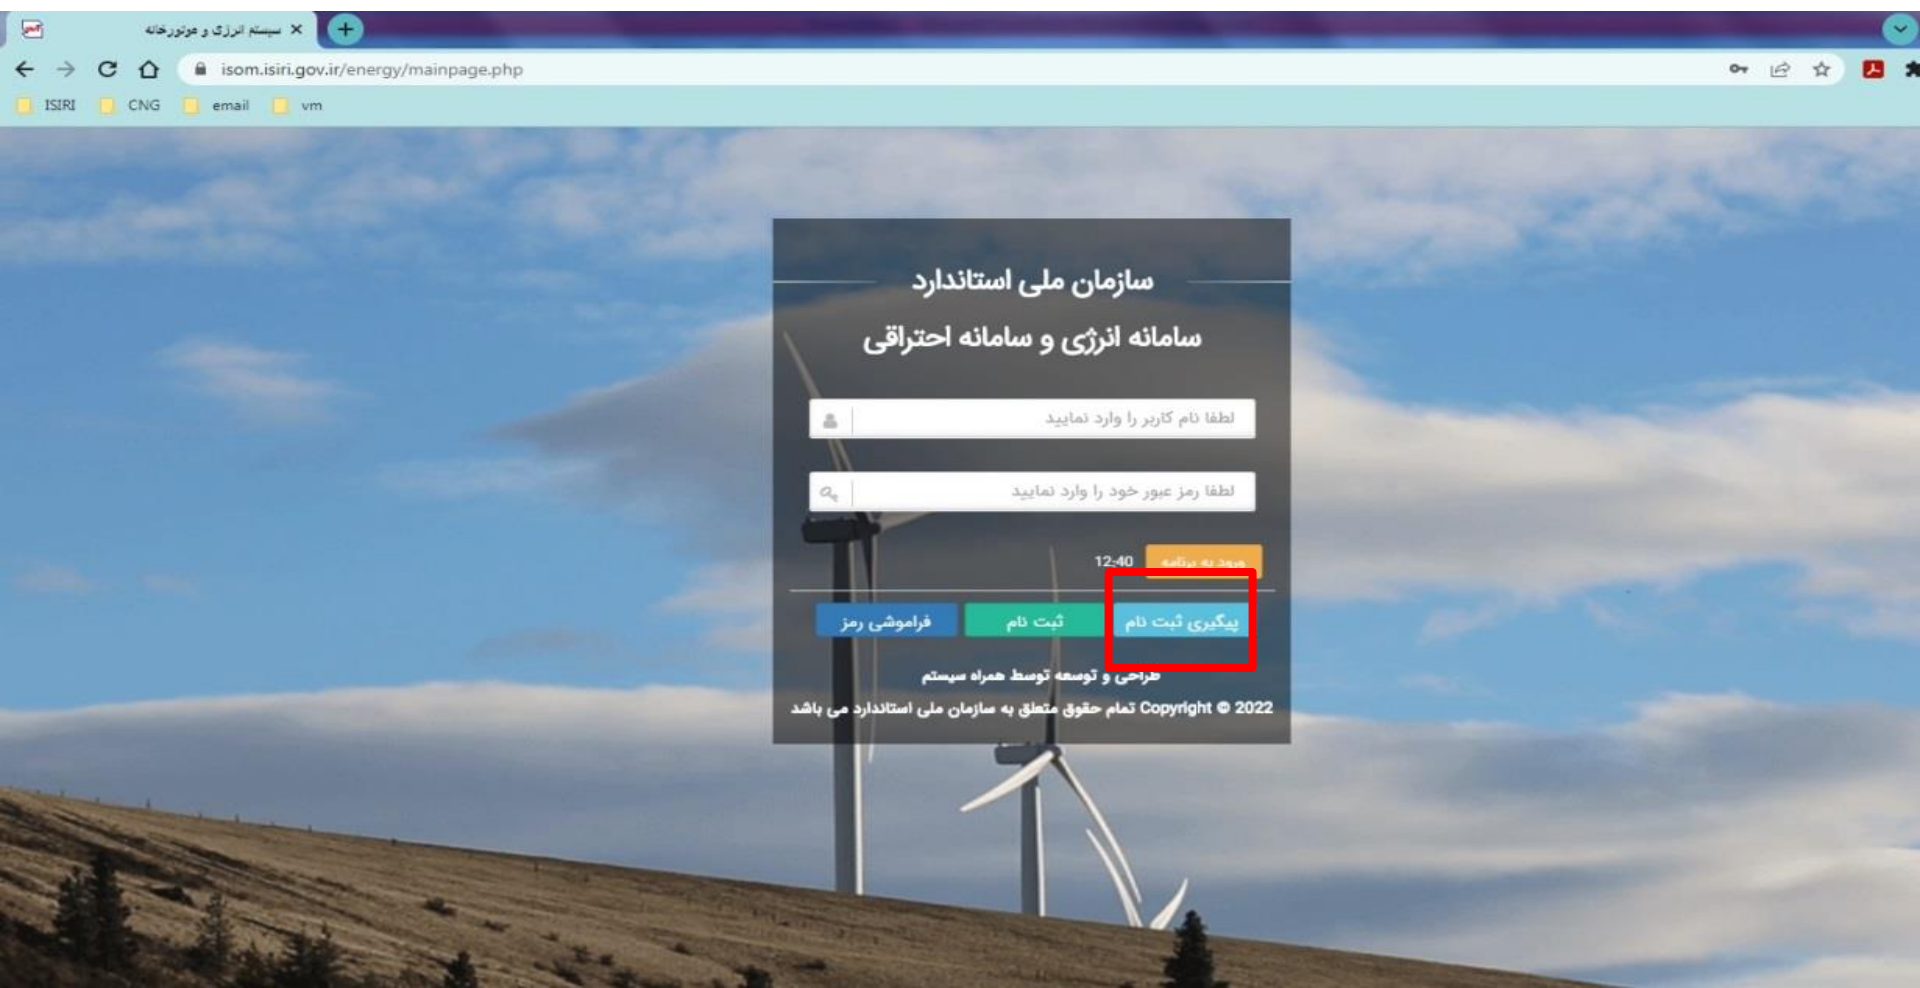 سیستم انرژی و موتورخانه
isom.isiri.gov.ir/energy/mainpage.php
ISIRI CNG email vm
سازمان ملی استاندارد
سامانه انرژی و سامانه احتراقی
لطفا نام کاربر را وارد نمایید
لطفا رمز عبور خود را وارد نمایید
ورود به برنامه 12:40
پیگیری ثبت نام ثبت نام فراموشی رمز
طراحی و توسعه توسط همراه سیستم
Copyright © 2022 تمام حقوق متعلق به سازمان ملی استاندارد می باشد